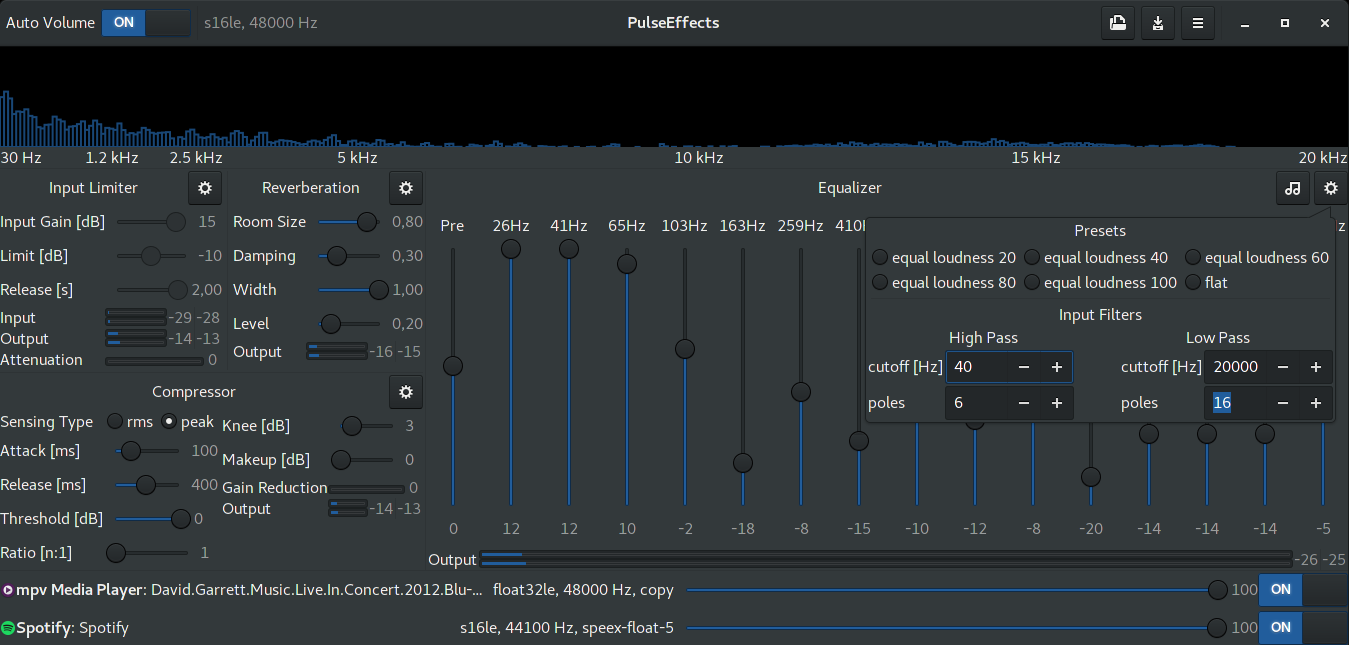 Auto Volume ON s16le, 48000 Hz PulseEffects
30 Hz 1.2 kHz 2.5 kHz 5 kHz 10 kHz 15 kHz 20 kHz
Input Limiter
Input Gain [dB] 15
Limit [dB] -10
Release [s] 2,00
Input -29 -28
Output -14 -13
Attenuation 0
Reverberation
Room Size 0,80
Damping 0,30
Width 1,00
Level 0,20
Output -16 -15
Compressor
Sensing Type rms peak
Attack [ms] 100
Release [ms] 400
Threshold [dB] 0
Ratio [n:1] 1
Knee [dB] 3
Makeup [dB] 0
Gain Reduction 0
Output -14 -13
Equalizer
Pre 26Hz 41Hz 65Hz 103Hz 163Hz 259Hz
Presets
equal loudness 20 equal loudness 40 equal loudness 60
equal loudness 80 equal loudness 100 flat
Input Filters
High Pass Low Pass
cutoff [Hz] 40 − + cuttoff [Hz] 20000 − +
poles 6 − + poles 16 − +
0 12 12 10 -2 -18 -8 -15 -10 -12 -8 -20 -14 -14 -14 -5
Output -26 -25
mpv Media Player: David.Garrett.Music.Live.In.Concert.2012.Blu-... float32le, 48000 Hz, copy 100 ON
Spotify: Spotify s16le, 44100 Hz, speex-float-5 100 ON